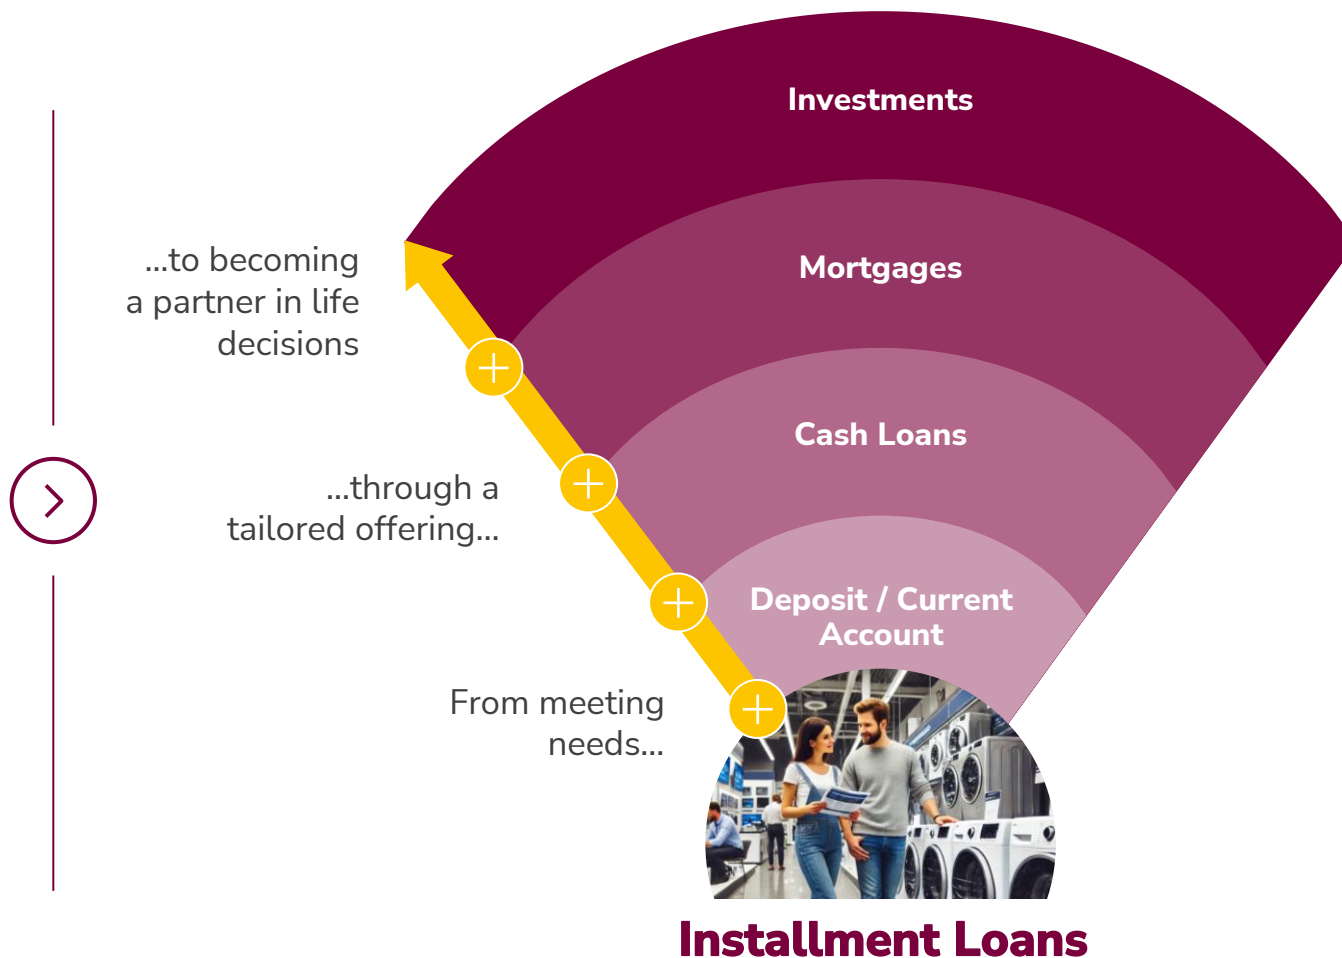 Investments
Mortgages
Cash Loans
Deposit / Current
Account
...to becoming
a partner in life
decisions
...through a
tailored offering...
From meeting
needs...
Installment Loans